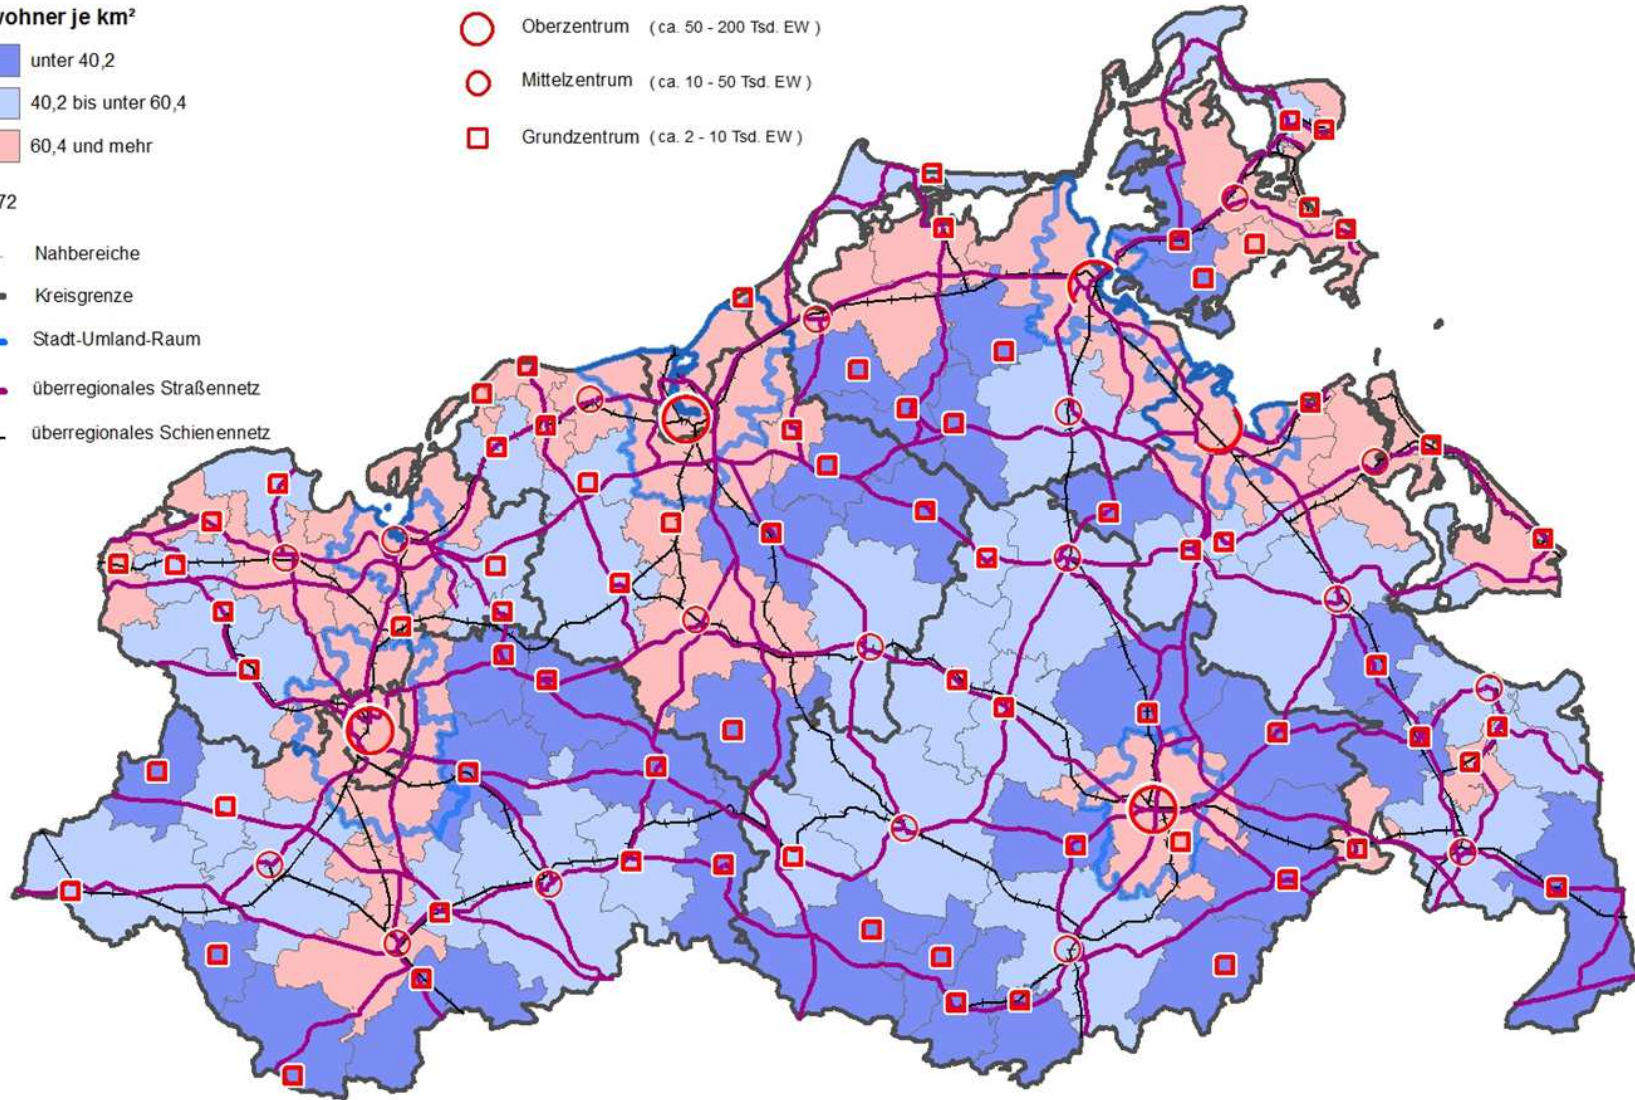 wohner je km²
unter 40,2
40,2 bis unter 60,4
60,4 und mehr
72
Nahbereiche
Kreisgrenze
Stadt-Umland-Raum
überregionales Straßennetz
überregionales Schienennetz
Oberzentrum ( ca. 50 - 200 Tsd. EW )
Mittelzentrum ( ca. 10 - 50 Tsd. EW )
Grundzentrum ( ca. 2 - 10 Tsd. EW )